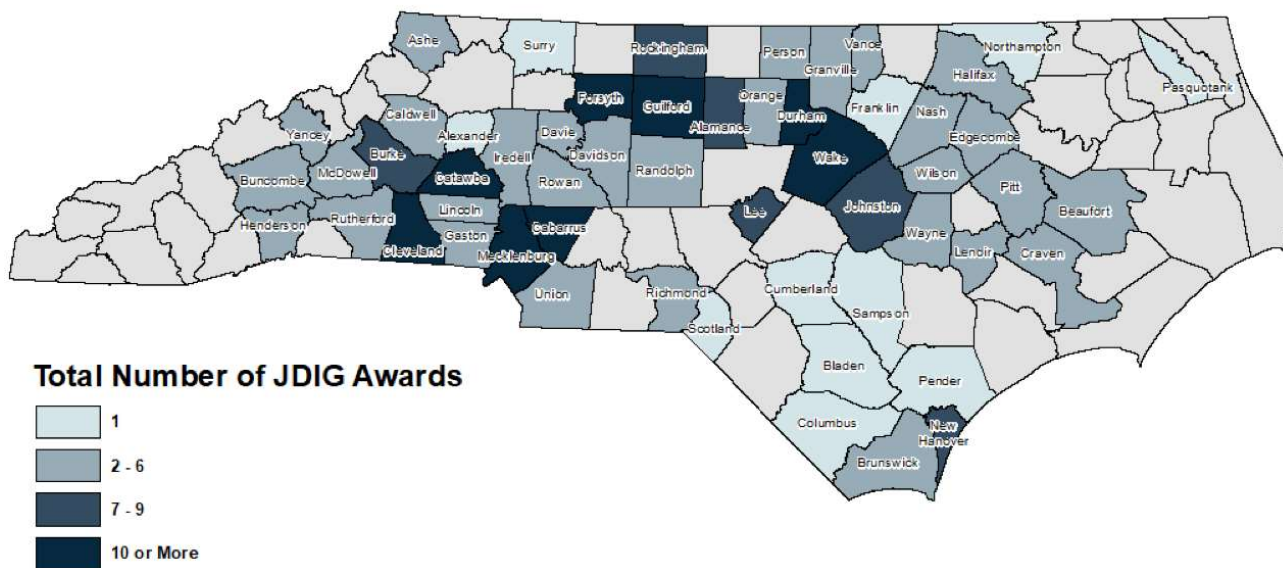 Ashe
Surry
Rockingham
Person
Vance
Granville
Northampton
Halifax
Pasquotank
Forsyth
Guilford
Alamance
Orange
Durham
Franklin
Nash
Edgecombe
Caldwell
Yancey
Alexander
Davie
Iredell
Davidson
Burke
McDowell
Buncombe
Catawba
Rowan
Randolph
Wake
Wilson
Pitt
Beaufort
Lincoln
Henderson
Rutherford
Cleveland
Gaston
Mecklenburg
Cabarrus
Lee
Johnston
Wayne
Lenoir
Craven
Union
Richmond
Scotland
Cumberland
Sampson
Bladen
Pender
Columbus
New
Hanover
Brunswick
Total Number of JDIG Awards
1
2 - 6
7 - 9
10 or More